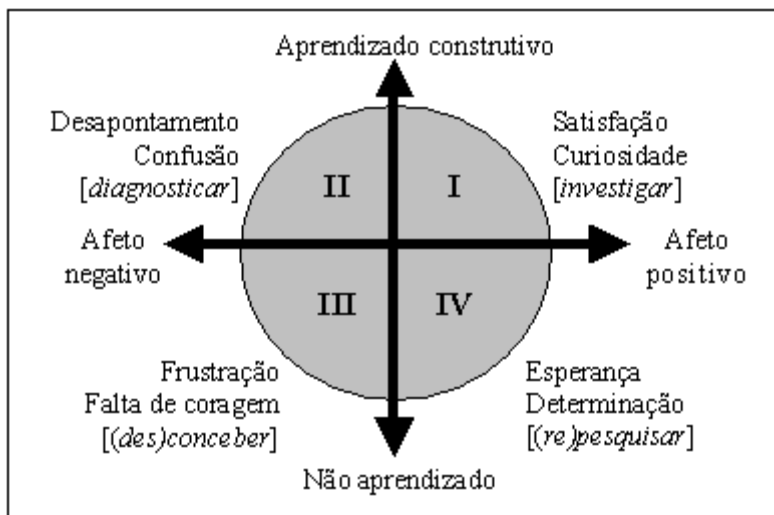 Aprendizado construtivo
Desapontamento
Confusão
[diagnosticar]
Satisfação
Curiosidade
[investigar]
II
I
Afeto
negativo
Afeto
positivo
III
IV
Frustração
Falta de coragem
[(des)conceber]
Esperança
Determinação
[(re)pesquisar]
Não aprendizado